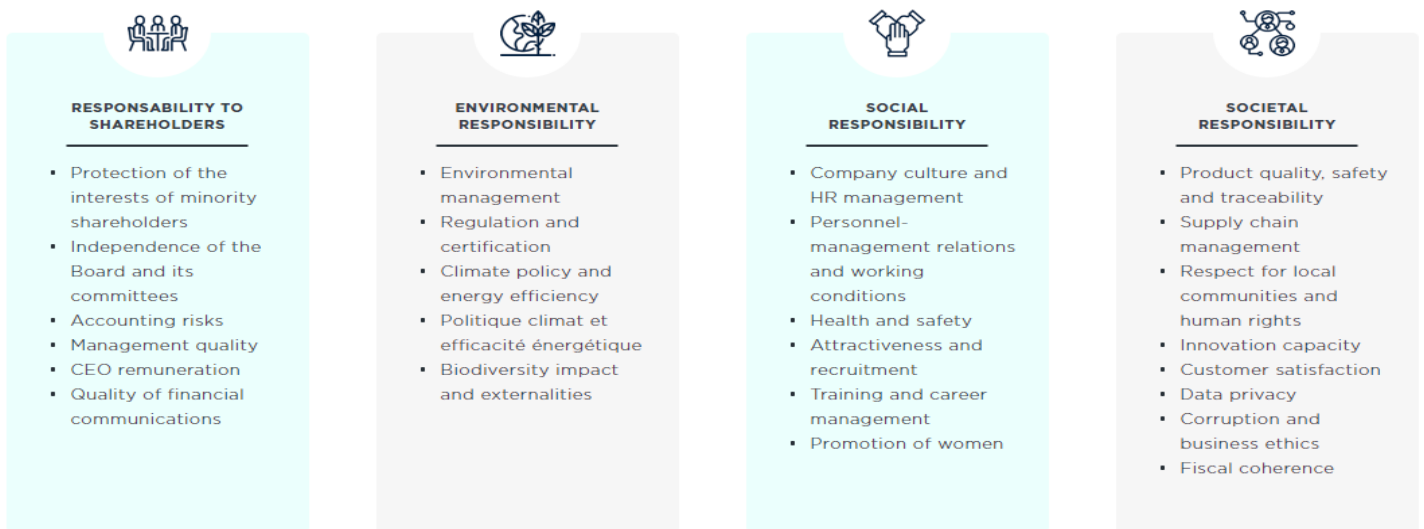 RESPONSABILITY TO
SHAREHOLDERS
▪ Protection of the
interests of minority
shareholders
▪ Independence of the
Board and its
committees
▪ Accounting risks
▪ Management quality
▪ CEO remuneration
▪ Quality of financial
communications
ENVIRONMENTAL
RESPONSIBILITY
▪ Environmental
management
▪ Regulation and
certification
▪ Climate policy and
energy efficiency
▪ Politique climat et
efficacité énergétique
▪ Biodiversity impact
and externalities
SOCIAL
RESPONSIBILITY
▪ Company culture and
HR management
▪ Personnel-
management relations
and working
conditions
▪ Health and safety
▪ Attractiveness and
recruitment
▪ Training and career
management
▪ Promotion of women
SOCIETAL
RESPONSIBILITY
▪ Product quality, safety
and traceability
▪ Supply chain
management
▪ Respect for local
communities and
human rights
▪ Innovation capacity
▪ Customer satisfaction
▪ Data privacy
▪ Corruption and
business ethics
▪ Fiscal coherence